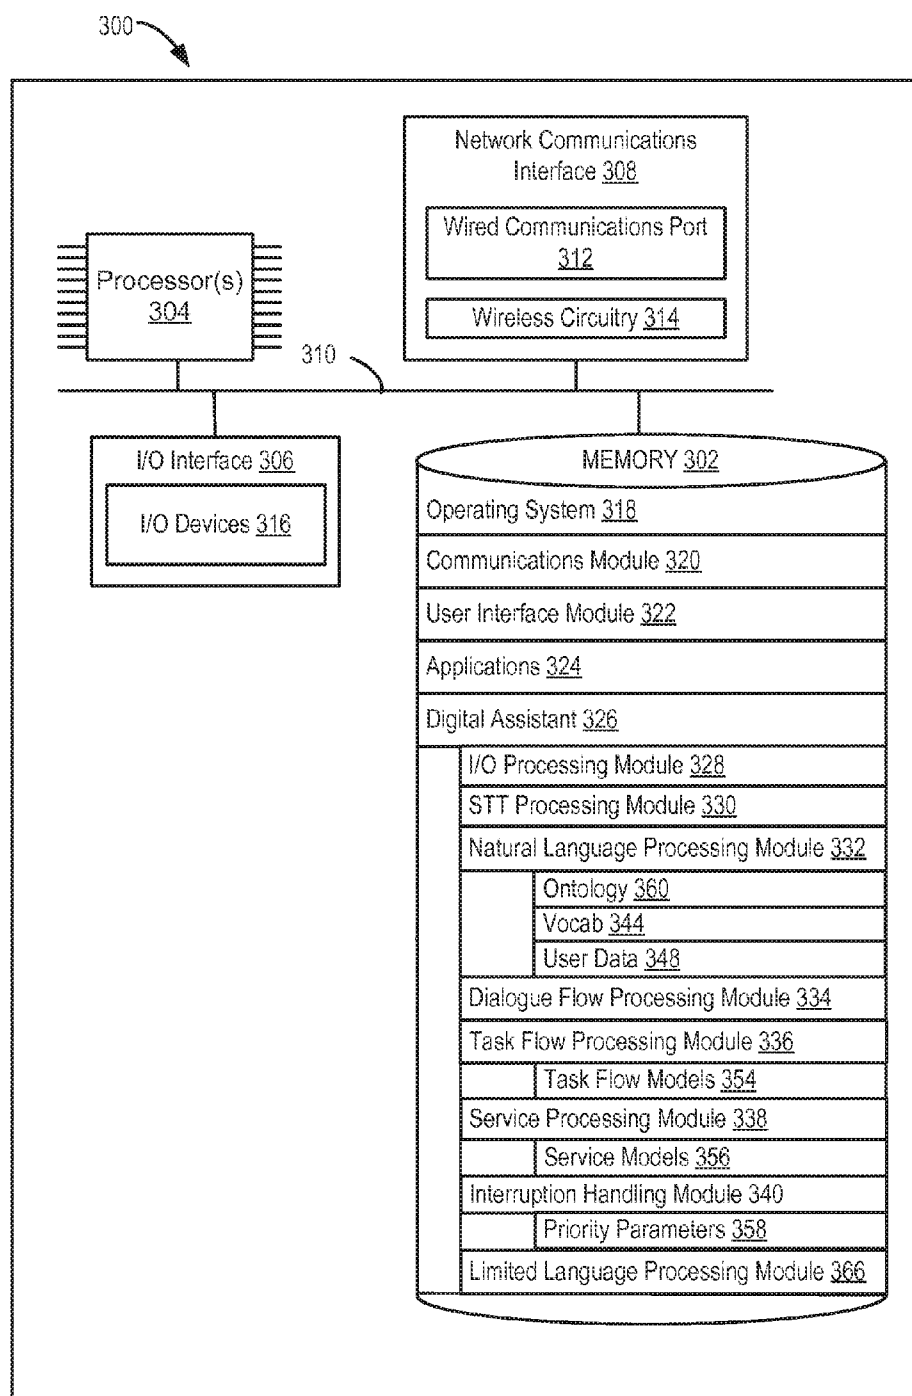 300
Network Communications
Interface 308
Wired Communications Port
312
Wireless Circuitry 314
Processor(s)
304
310
I/O Interface 306
I/O Devices 316
MEMORY 302
Operating System 318
Communications Module 320
User Interface Module 322
Applications 324
Digital Assistant 326
I/O Processing Module 328
STT Processing Module 330
Natural Language Processing Module 332
Ontology 360
Vocab 344
User Data 348
Dialogue Flow Processing Module 334
Task Flow Processing Module 336
Task Flow Models 354
Service Processing Module 338
Service Models 356
Interruption Handling Module 340
Priority Parameters 358
Limited Language Processing Module 366